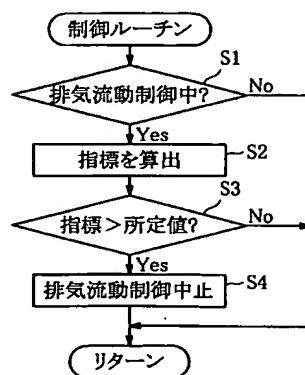 制御ルーチン
S1
排気流動制御中?
No
Yes
S2
指標を算出
S3
指標>所定値?
No
Yes
S4
排気流動制御中止
リターン